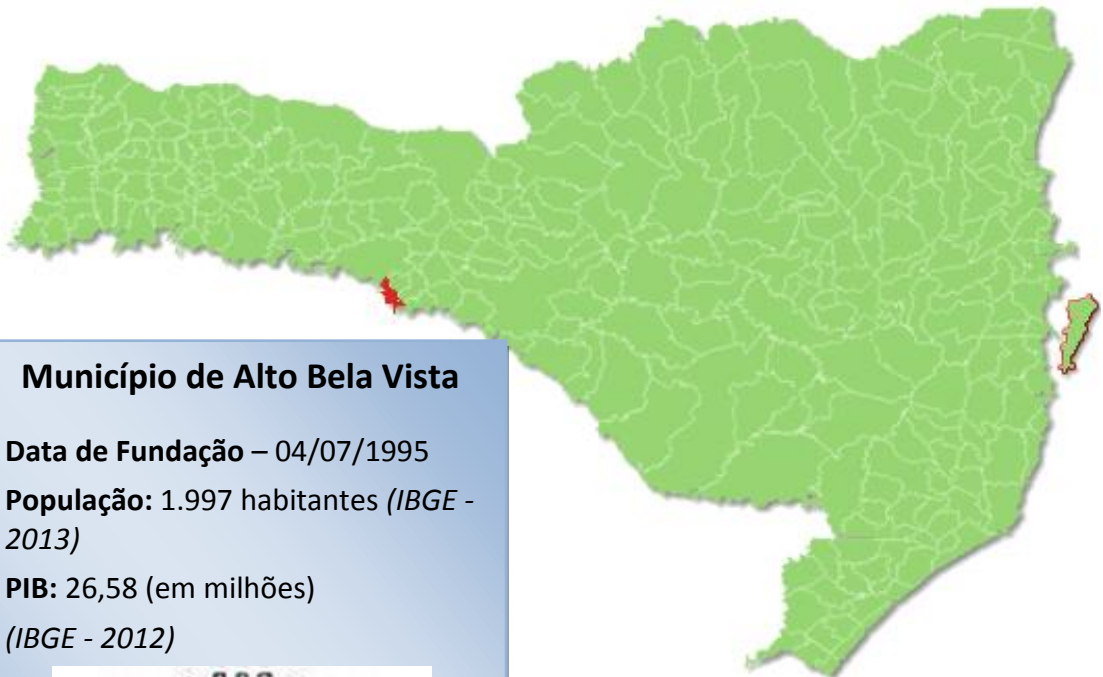 Município de Alto Bela Vista
Data de Fundação – 04/07/1995
População: 1.997 habitantes (IBGE -
2013)
PIB: 26,58 (em milhões)
(IBGE - 2012)